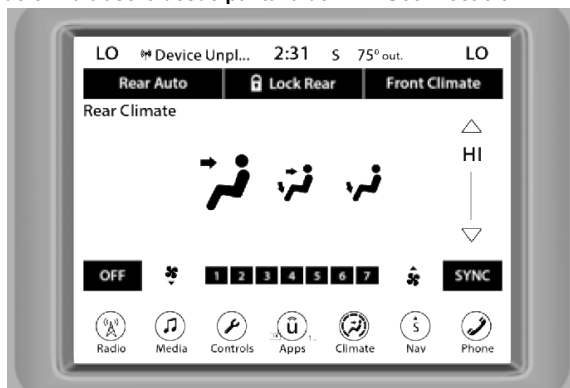 LO Device Unpl... 2:31 S 75° out. LO
Rear Auto Lock Rear Front Climate
Rear Climate
HI
OFF 1 2 3 4 5 6 7 SYNC
Radio Media Controls Apps Climate Nav Phone